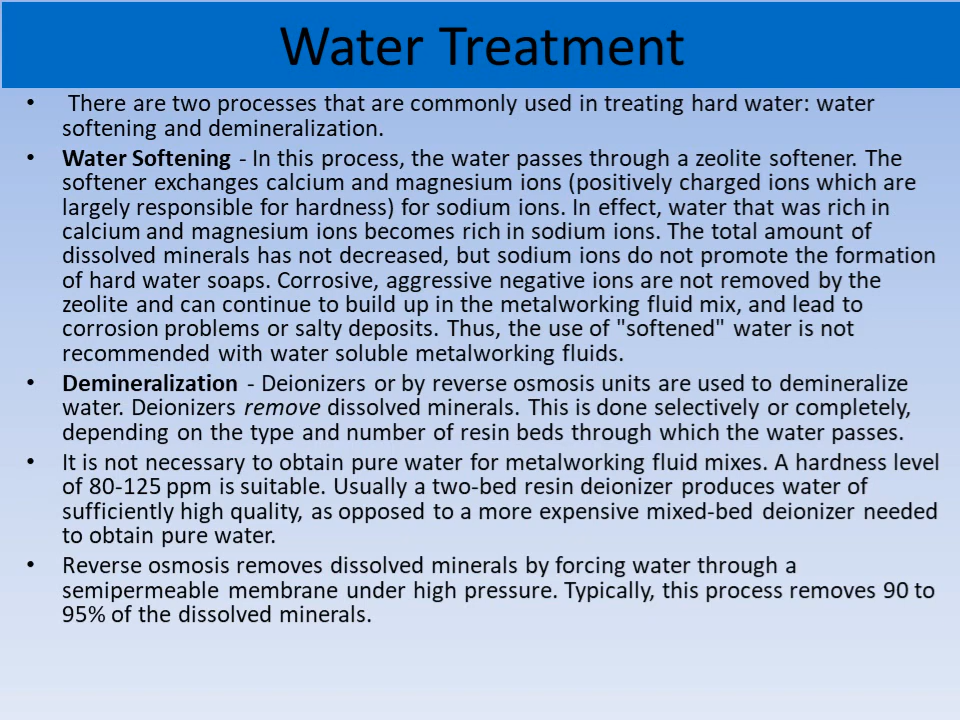 Water Treatment
• There are two processes that are commonly used in treating hard water: water
softening and demineralization.
• Water Softening - In this process, the water passes through a zeolite softener. The
softener exchanges calcium and magnesium ions (positively charged ions which are
largely responsible for hardness) for sodium ions. In effect, water that was rich in
calcium and magnesium ions becomes rich in sodium ions. The total amount of
dissolved minerals has not decreased, but sodium ions do not promote the formation
of hard water soaps. Corrosive, aggressive negative ions are not removed by the
zeolite and can continue to build up in the metalworking fluid mix, and lead to
corrosion problems or salty deposits. Thus, the use of "softened" water is not
recommended with water soluble metalworking fluids.
• Demineralization - Deionizers or by reverse osmosis units are used to demineralize
water. Deionizers remove dissolved minerals. This is done selectively or completely,
depending on the type and number of resin beds through which the water passes.
• It is not necessary to obtain pure water for metalworking fluid mixes. A hardness level
of 80-125 ppm is suitable. Usually a two-bed resin deionizer produces water of
sufficiently high quality, as opposed to a more expensive mixed-bed deionizer needed
to obtain pure water.
• Reverse osmosis removes dissolved minerals by forcing water through a
semipermeable membrane under high pressure. Typically, this process removes 90 to
95% of the dissolved minerals.